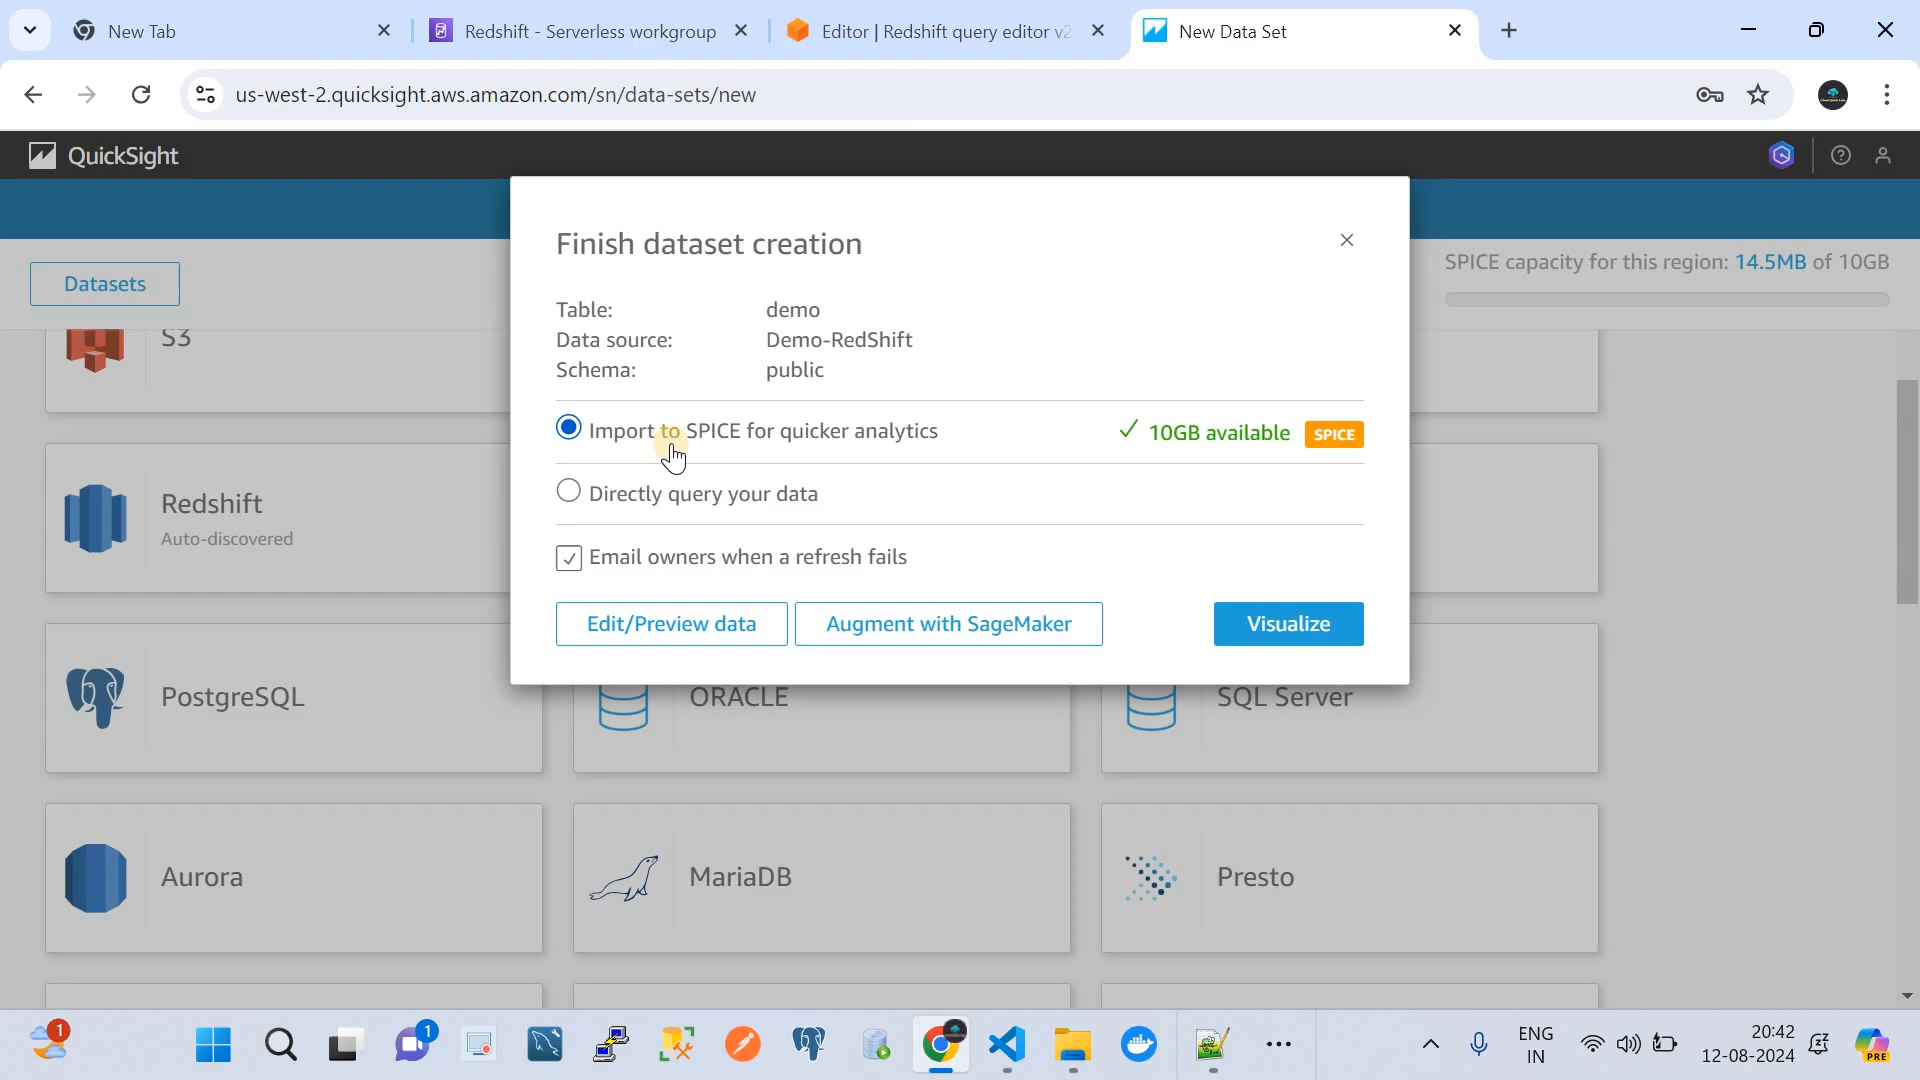 New Tab
Redshift - Serverless workgroup
Editor | Redshift query editor v2
New Data Set
us-west-2.quicksight.aws.amazon.com/sn/data-sets/new
QuickSight
Datasets
SPICE capacity for this region: 14.5MB of 10GB
Finish dataset creation
Table: demo
Data source: Demo-RedShift
Schema: public
Import to SPICE for quicker analytics
10GB available SPICE
Directly query your data
Email owners when a refresh fails
Edit/Preview data
Augment with SageMaker
Visualize
S3
Redshift
Auto-discovered
PostgreSQL
ORACLE
SQL Server
Aurora
MariaDB
Presto
1
1
ENG
IN
20:42
12-08-2024
PRE